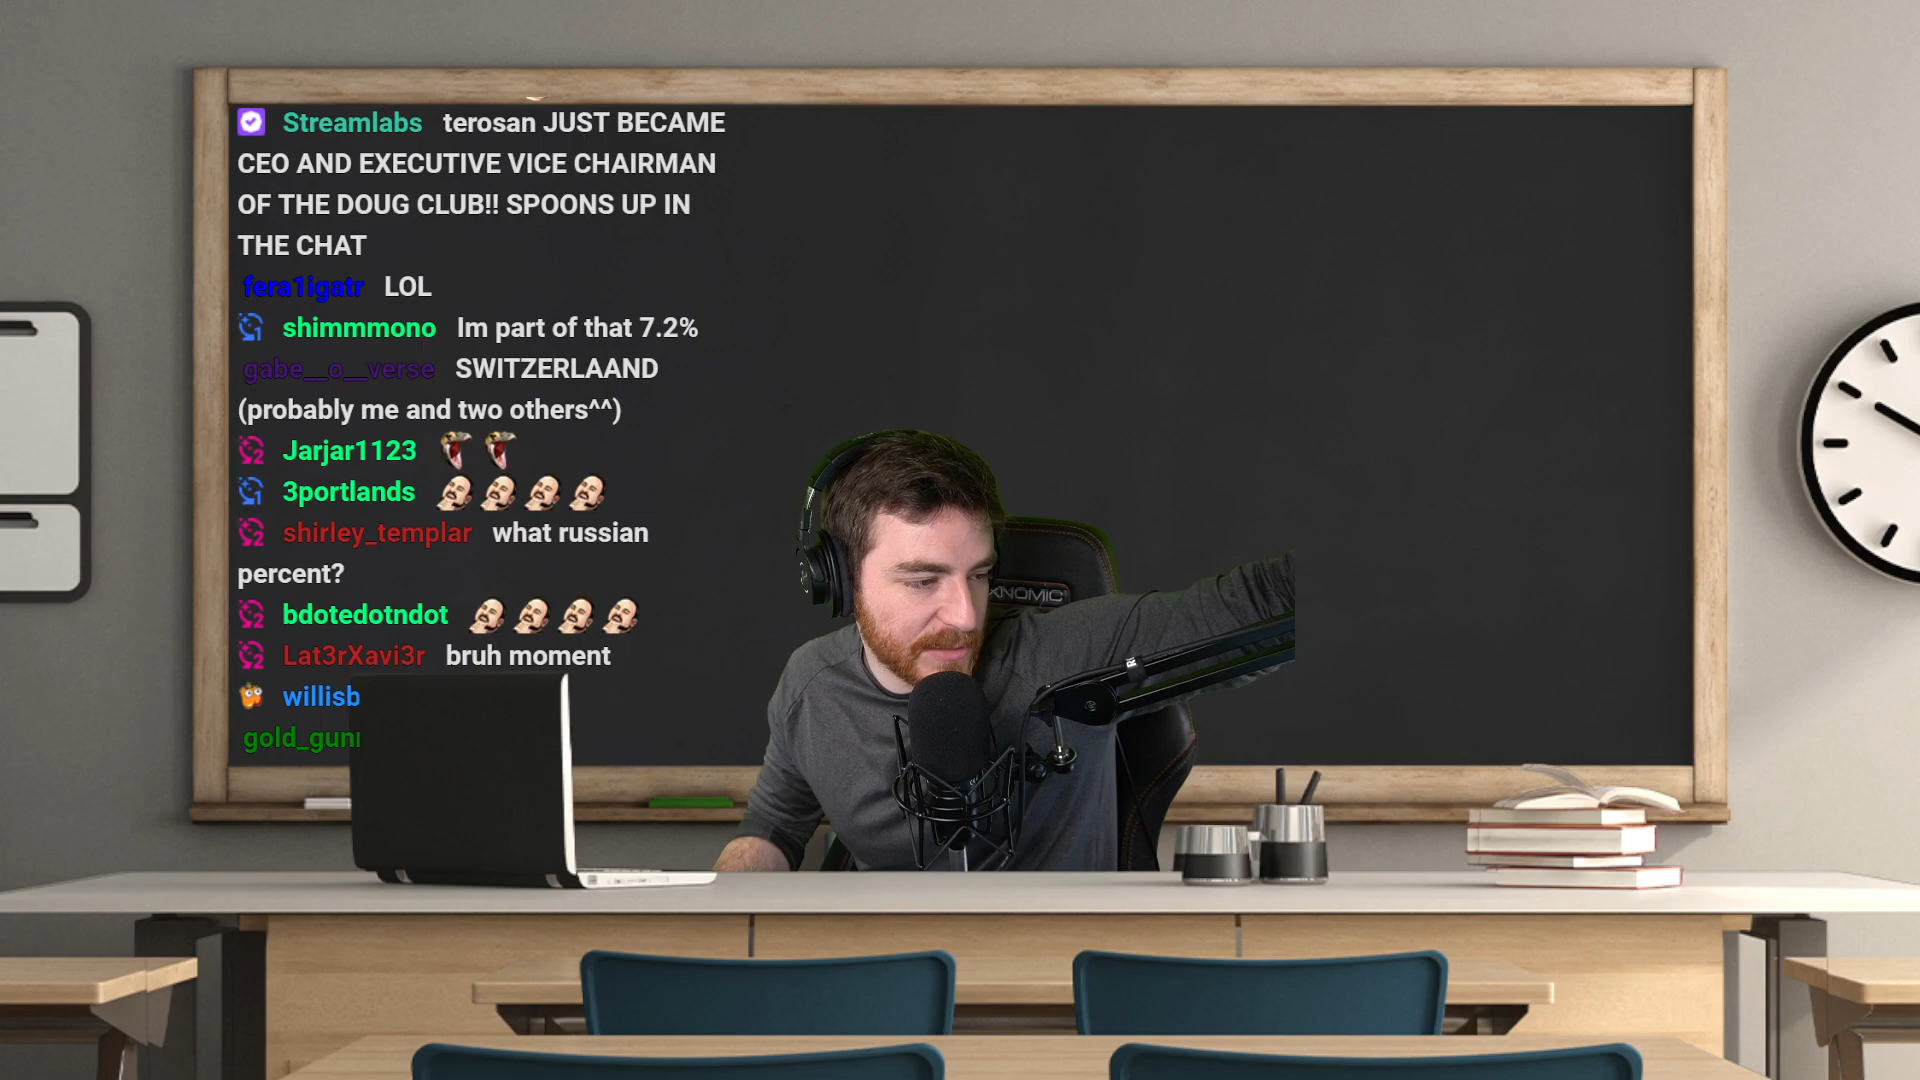 Streamlabs terosan JUST BECAME
CEO AND EXECUTIVE VICE CHAIRMAN
OF THE DOUG CLUB!! SPOONS UP IN
THE CHAT
fera1igatr LOL
shimmmono Im part of that 7.2%
gabe__o__verse SWITZERLAAND
(probably me and two others^^)
Jarjar1123
3portlands
shirley_templar what russian
percent?
bdotedotndot
Lat3rXavi3r bruh moment
willisb
gold_gun
XNOMIC